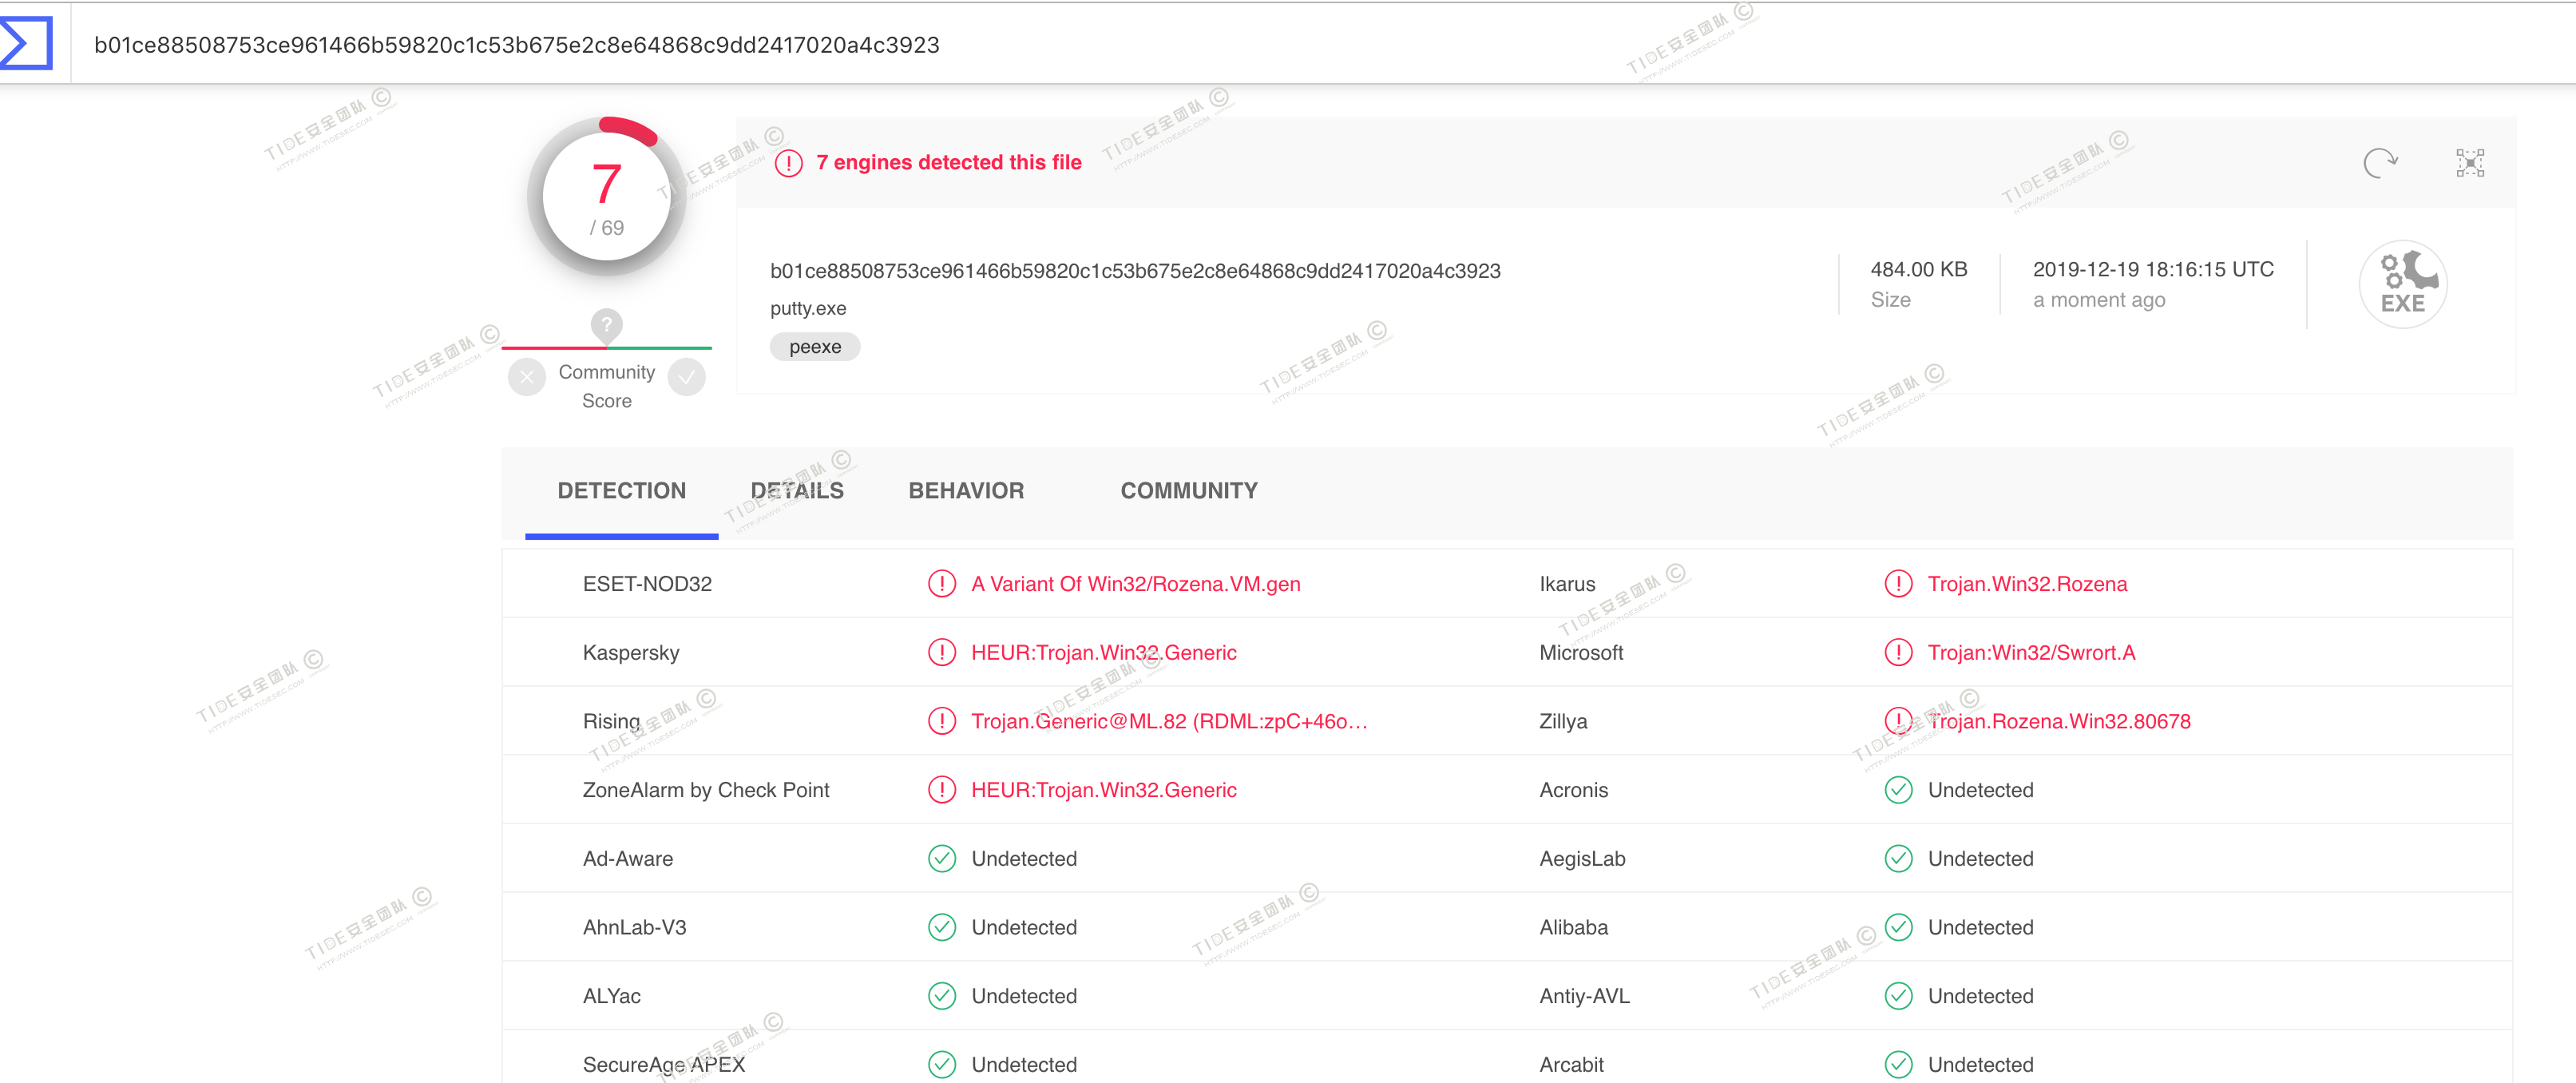 b01ce88508753ce961466b59820c1c53b675e2c8e64868c9dd2417020a4c3923
7
/ 69
7 engines detected this file
b01ce88508753ce961466b59820c1c53b675e2c8e64868c9dd2417020a4c3923
putty.exe
peexe
484.00 KB
Size
2019-12-19 18:16:15 UTC
a moment ago
EXE
?
Community
Score
DETECTION DETAILS BEHAVIOR COMMUNITY
ESET-NOD32 A Variant Of Win32/Rozena.VM.gen Ikarus Trojan.Win32.Rozena
Kaspersky HEUR:Trojan.Win32.Generic Microsoft Trojan:Win32/Swrort.A
Rising Trojan.Generic@ML.82 (RDML:zpC+46o... Zillya Trojan.Rozena.Win32.80678
ZoneAlarm by Check Point HEUR:Trojan.Win32.Generic Acronis Undetected
Ad-Aware Undetected AegisLab Undetected
AhnLab-V3 Undetected Alibaba Undetected
ALYac Undetected Antiy-AVL Undetected
SecureAge APEX Undetected Arcabit Undetected
TIDE安全团队 ©
HTTP://WWW.TIDESEC.COM